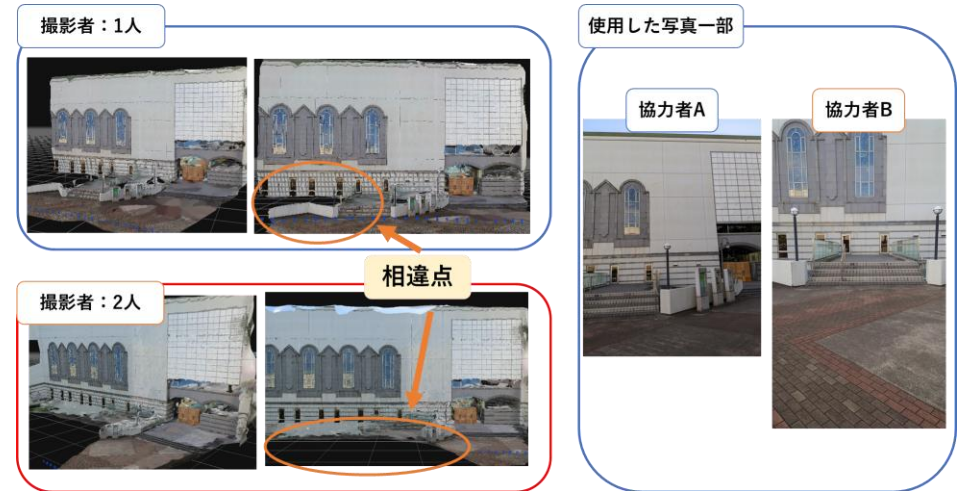 撮影者：1人
使用した写真一部
協力者A
協力者B
相違点
撮影者：2人